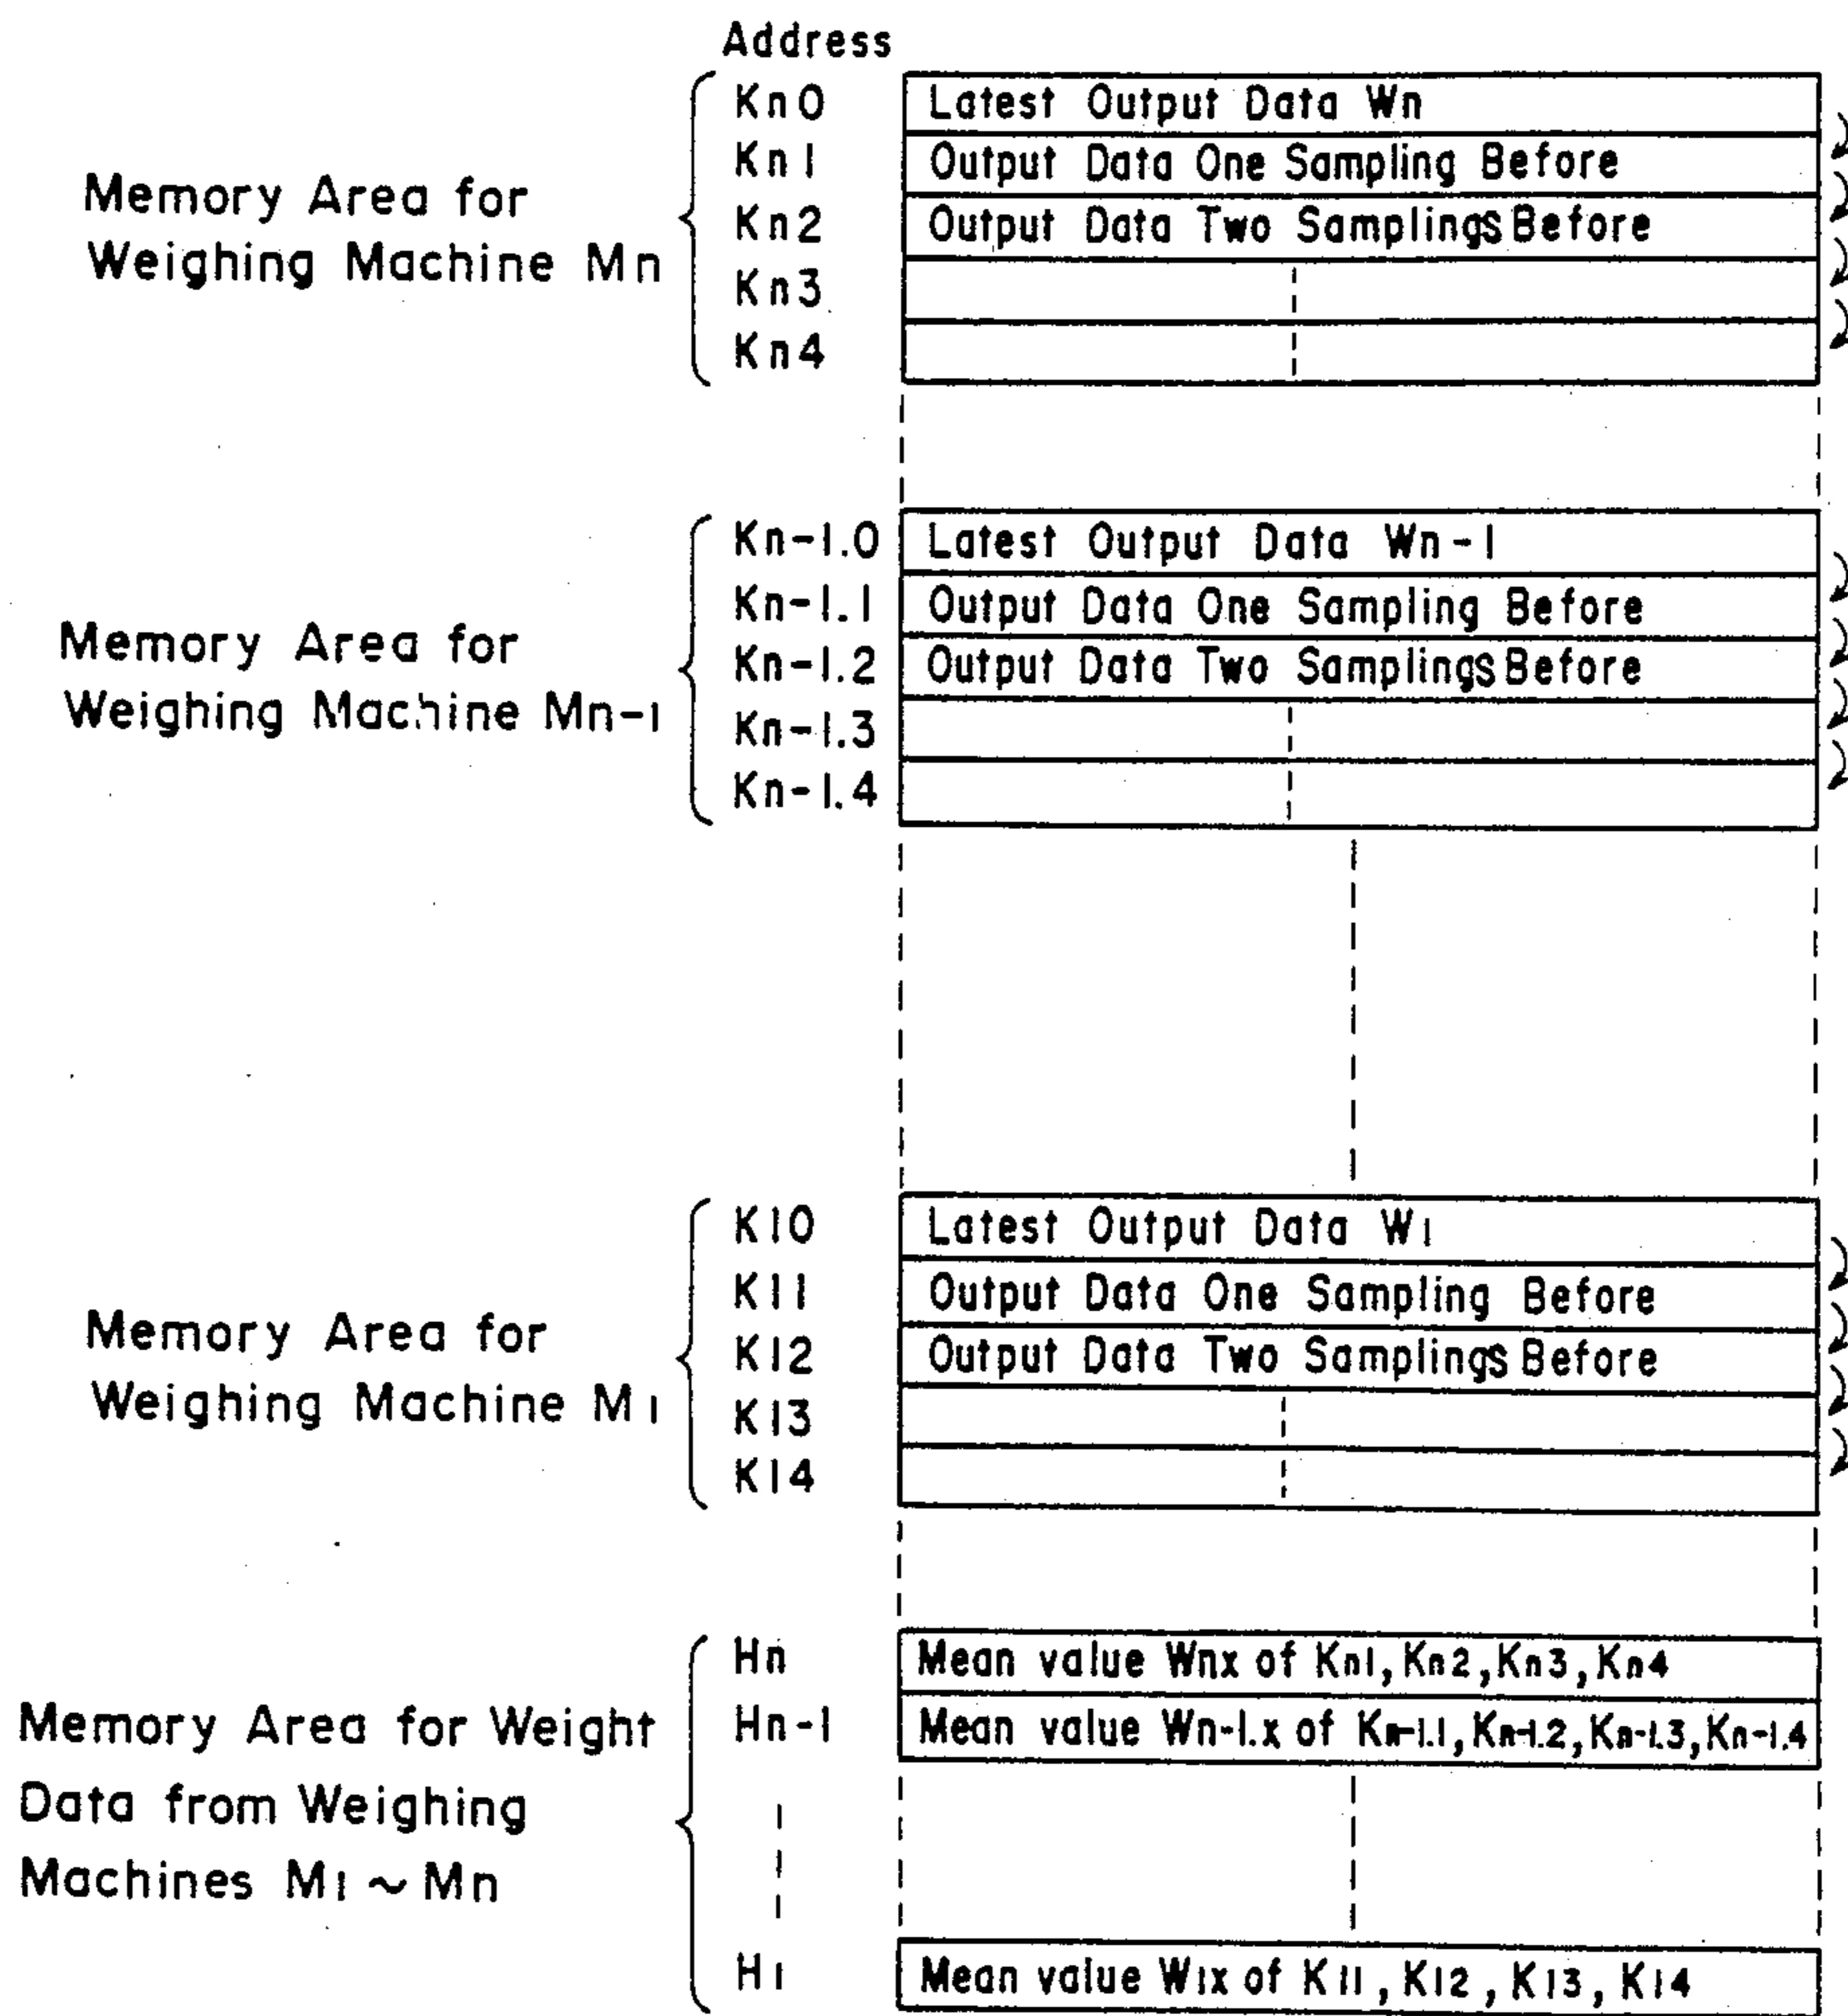 Address
Memory Area for
Weighing Machine Mn
Kn0 Latest Output Data Wn
Kn1 Output Data One Sampling Before
Kn2 Output Data Two Samplings Before
Kn3
Kn4
Memory Area for
Weighing Machine Mn-1
Kn-1.0 Latest Output Data Wn-1
Kn-1.1 Output Data One Sampling Before
Kn-1.2 Output Data Two Samplings Before
Kn-1.3
Kn-1.4
Memory Area for
Weighing Machine M1
K10 Latest Output Data W1
K11 Output Data One Sampling Before
K12 Output Data Two Samplings Before
K13
K14
Memory Area for Weight
Data from Weighing
Machines M1 ~ Mn
Hn Mean value Wnx of Kn1, Kn2, Kn3, Kn4
Hn-1 Mean value Wn-1.x of Kn-1.1, Kn-1.2, Kn-1.3, Kn-1.4
H1 Mean value W1x of K11, K12, K13, K14